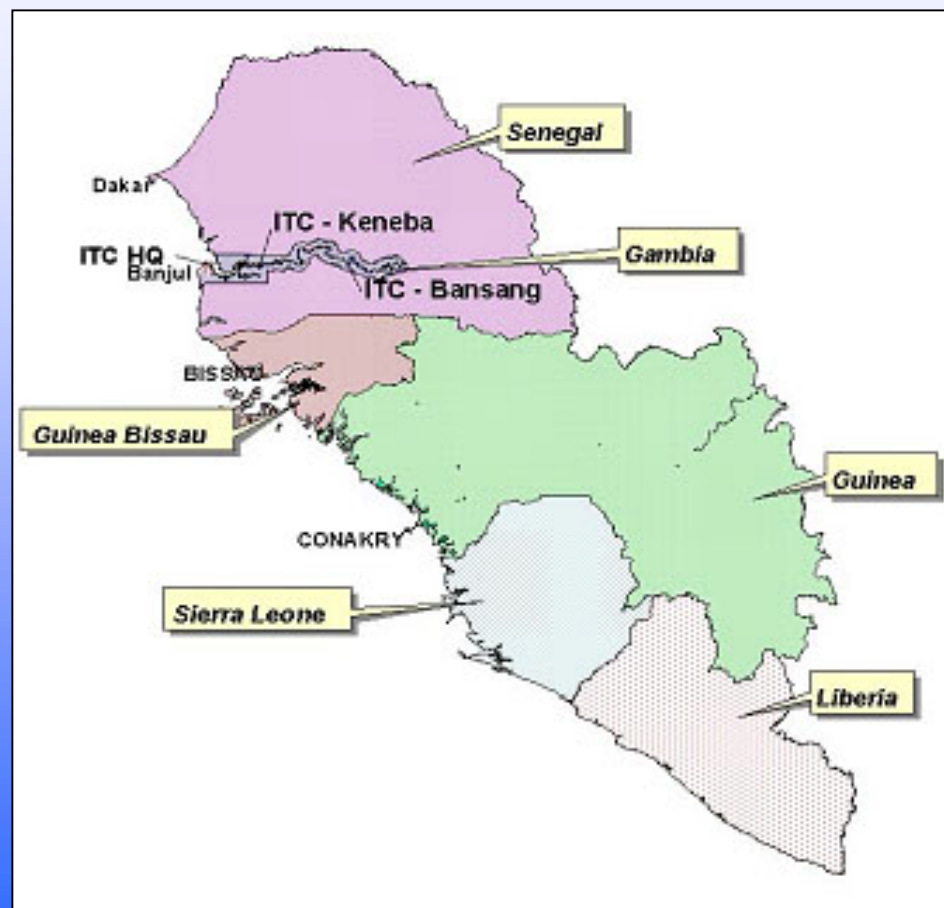 Senegal
Dakar
ITC - Keneba
ITC HQ
Gambia
Banjul
ITC - Bansang
BISSAU
Guinea Bissau
Guinea
CONAKRY
Sierra Leone
Liberia